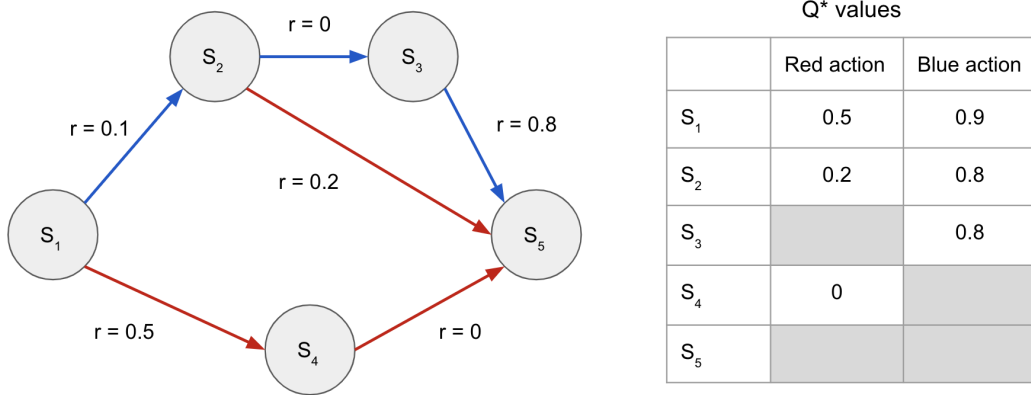 r = 0
S₂
S₃
r = 0.1
r = 0.8
r = 0.2
S₁
S₅
r = 0.5
S₄
r = 0
Q* values
Red action Blue action
S₁ 0.5 0.9
S₂ 0.2 0.8
S₃ 0.8
S₄ 0
S₅